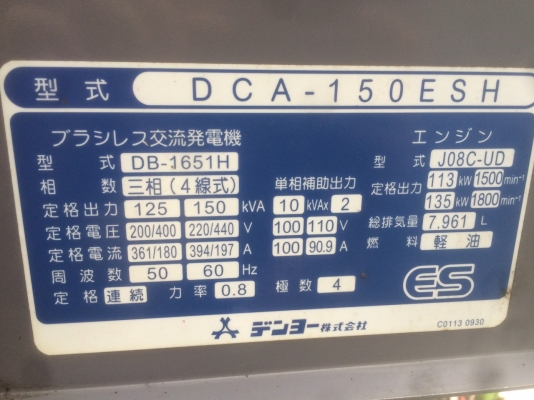 型式 DCA-150ESH
ブラシレス交流発電機
型式 DB-1651H
相数 三相(4線式)
定格出力 125 150 kVA
定格電圧 200/400 220/440 V
定格電流 361/180 394/197 A
周波数 50 60 Hz
定格 連続 力率 0.8 極数 4
単相補助出力
10 kVAx 2
100 110 V
100 90.9 A
エンジン
型式 J08C-UD
定格出力 113 kW 1500 min⁻¹
135 kW 1800 min⁻¹
総排気量 7.961 L
燃料 軽油
ES
デンヨー株式会社
C0113 0930